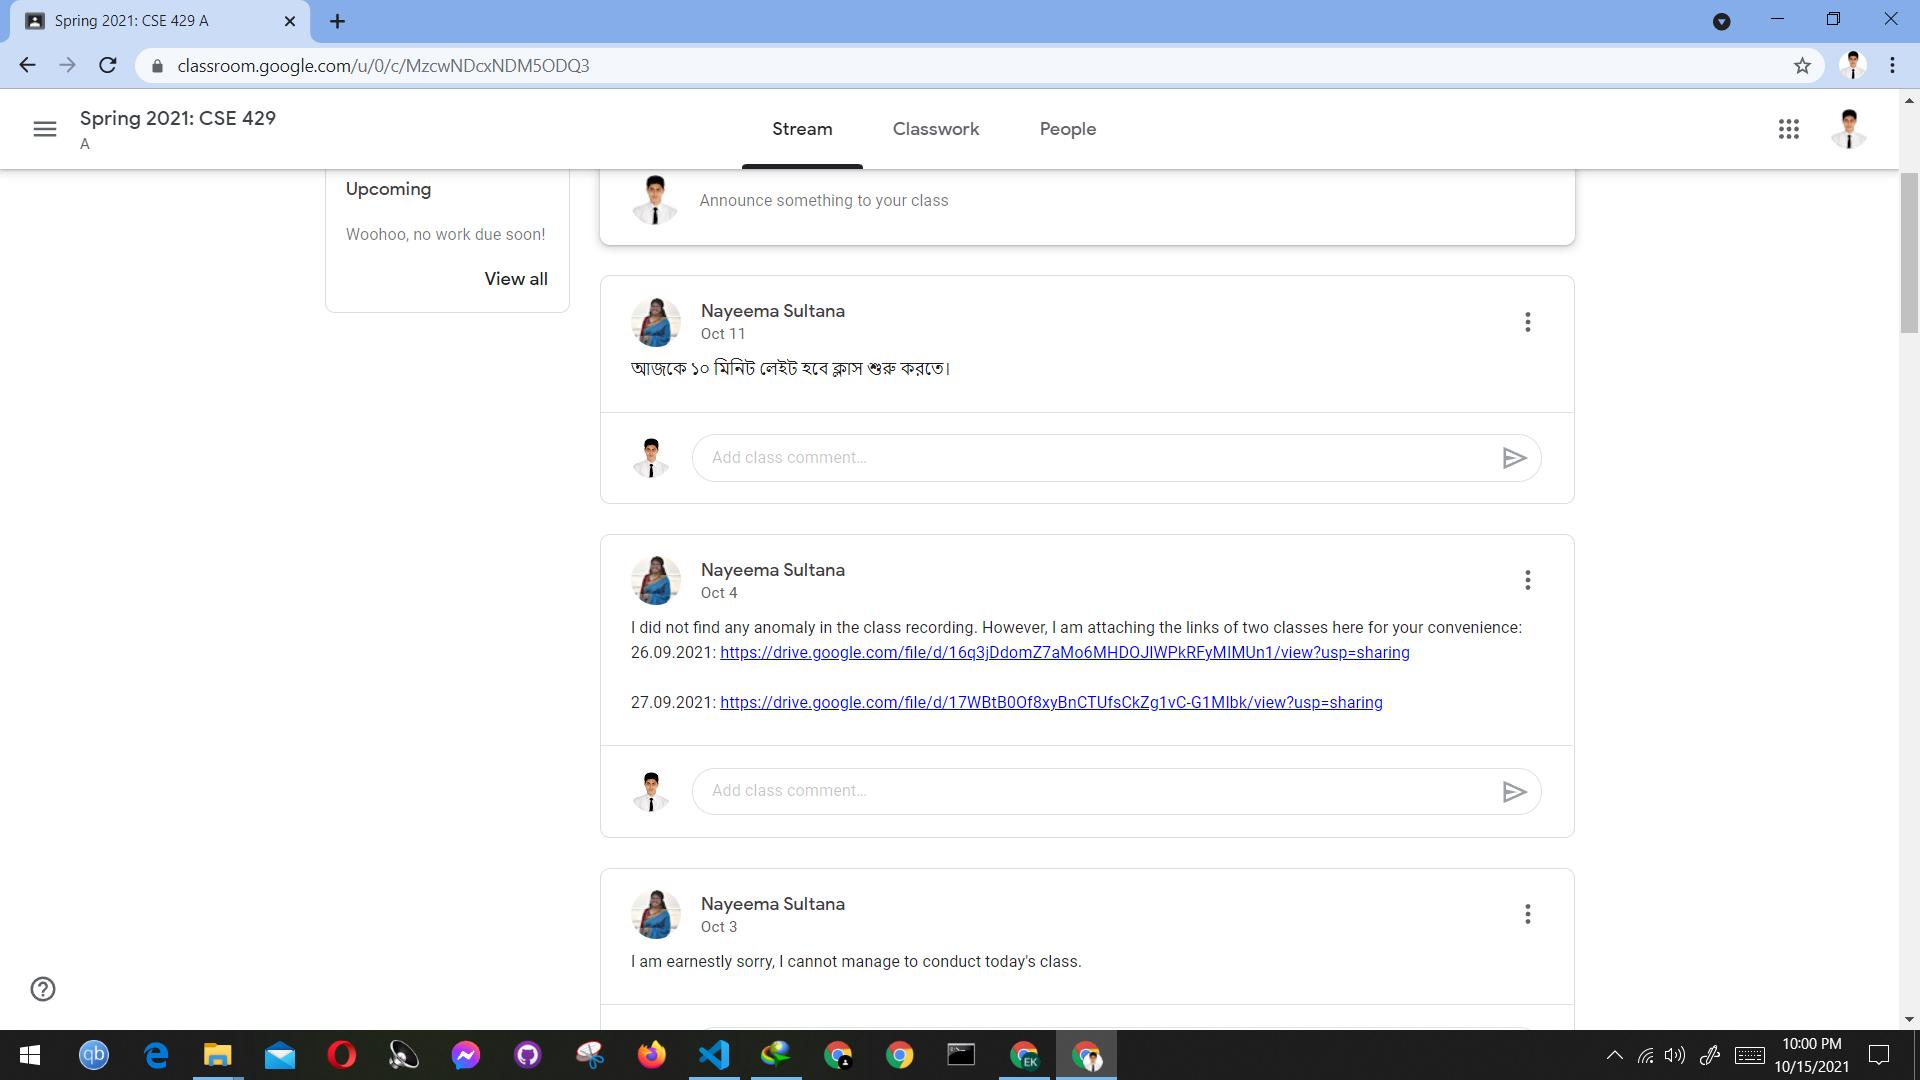 Spring 2021: CSE 429 A
classroom.google.com/u/0/c/MzcwNDcxNDM5ODQ3
Spring 2021: CSE 429
A
Stream
Classwork
People
Upcoming
Woohoo, no work due soon!
View all
Announce something to your class
Nayeema Sultana
Oct 11
আজকে ১০ মিনিট লেইট হবে ক্লাস শুরু করতে।
Add class comment...
Nayeema Sultana
Oct 4
I did not find any anomaly in the class recording. However, I am attaching the links of two classes here for your convenience:
26.09.2021: https://drive.google.com/file/d/16q3jDdomZ7aMo6MHDOJIWPkRFyMIMUn1/view?usp=sharing
27.09.2021: https://drive.google.com/file/d/17WBtB0Of8xyBnCTUfsCkZg1vC-G1MIbk/view?usp=sharing
Add class comment...
Nayeema Sultana
Oct 3
I am earnestly sorry, I cannot manage to conduct today's class.
qb
EK
10:00 PM
10/15/2021